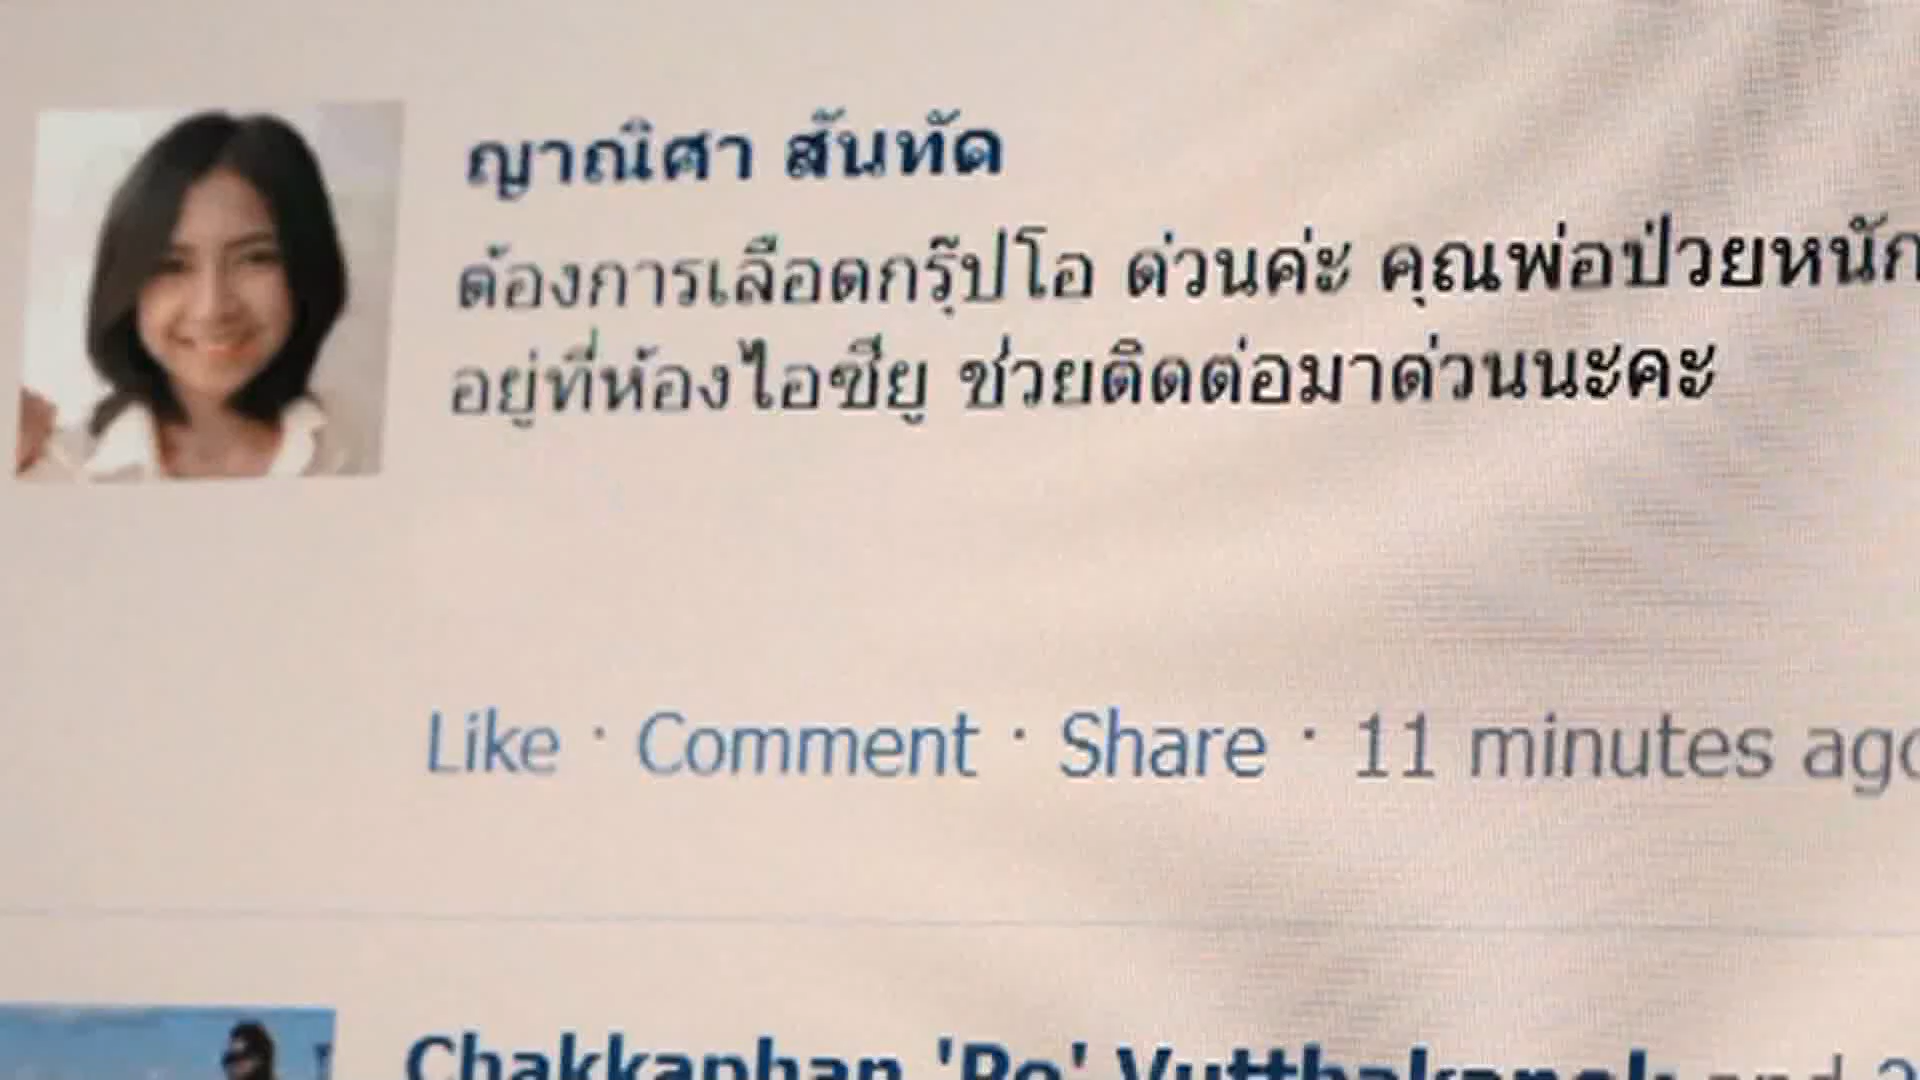 ญาณิศา สันทัด
ต้องการเลือดกรุ๊ปโอ ด่วนค่ะ คุณพ่อป่วยหนัก
อยู่ที่ห้องไอซียู ช่วยติดต่อมาด่วนนะคะ
Like · Comment · Share · 11 minutes ago
Chakkaphan 'Po' Vutthakanok and 2